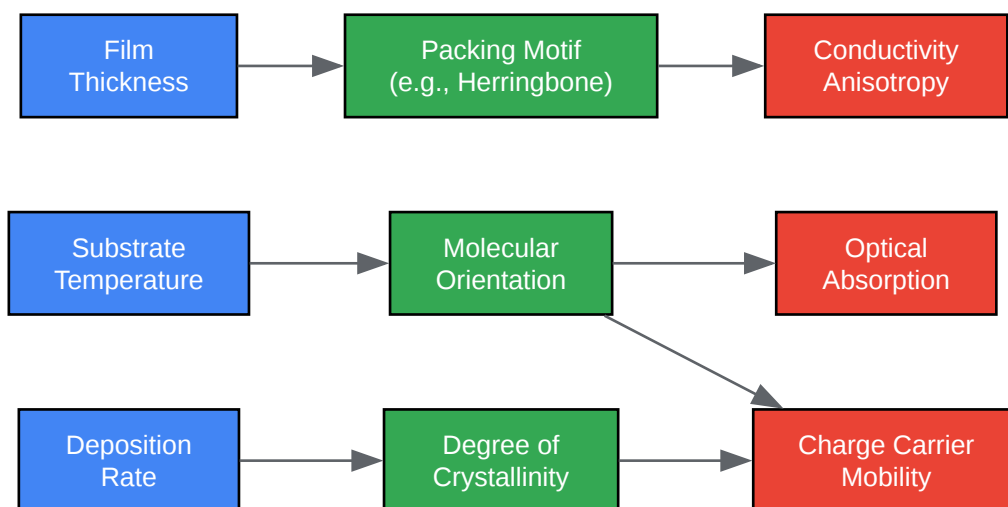 Film
Thickness
Packing Motif
(e.g., Herringbone)
Conductivity
Anisotropy
Substrate
Temperature
Molecular
Orientation
Optical
Absorption
Deposition
Rate
Degree of
Crystallinity
Charge Carrier
Mobility